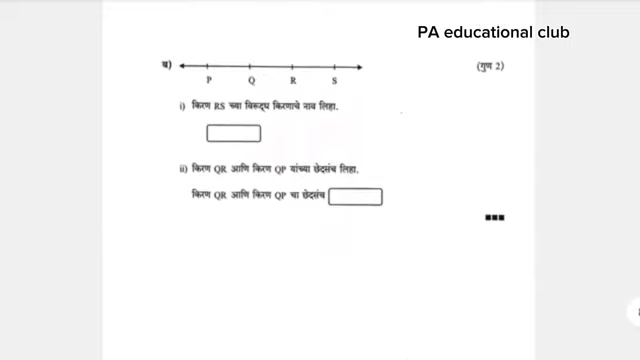 PA educational club
ब)
(गुण 2)
P Q R S
i) किरण RS च्या विरूद्ध किरणाचे नाव लिहा.
ii) किरण QR आणि किरण QP यांच्या छेदसंच लिहा.
किरण QR आणि किरण QP चा छेदसंच